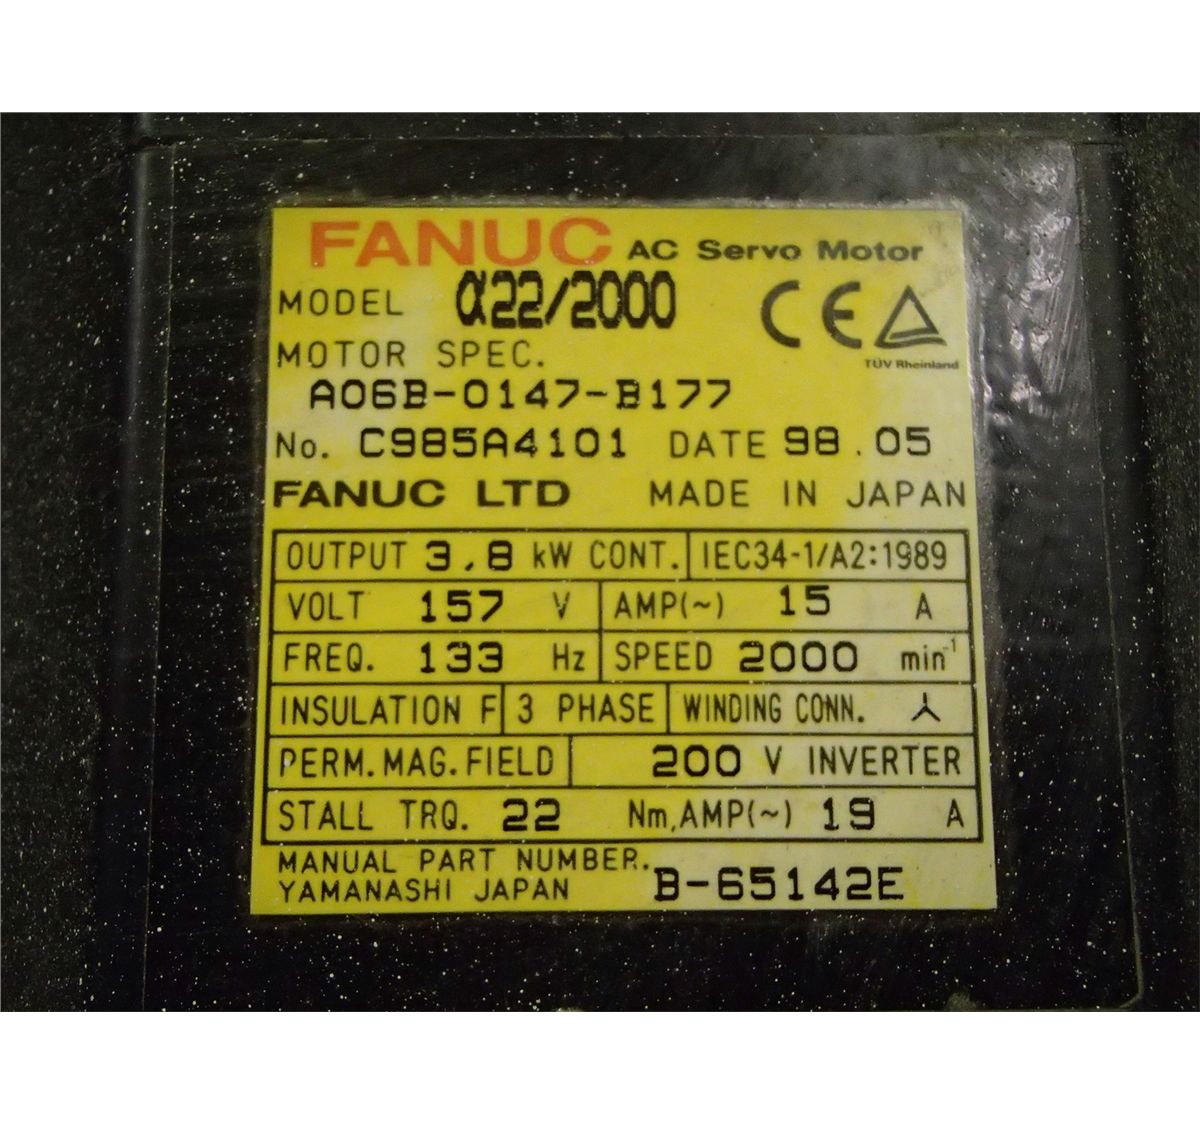 FANUC AC Servo Motor
MODEL α22/2000 CE
TÜV Rheinland
MOTOR SPEC.
A06B-0147-B177
No. C985A4101 DATE 98.05
FANUC LTD MADE IN JAPAN
OUTPUT 3.8 kW CONT. IEC34-1/A2:1989
VOLT 157 V AMP(~) 15 A
FREQ. 133 Hz SPEED 2000 min⁻¹
INSULATION F 3 PHASE WINDING CONN.
PERM.MAG.FIELD 200 V INVERTER
STALL TRQ. 22 Nm,AMP(~) 19 A
MANUAL PART NUMBER.
YAMANASHI JAPAN B-65142E